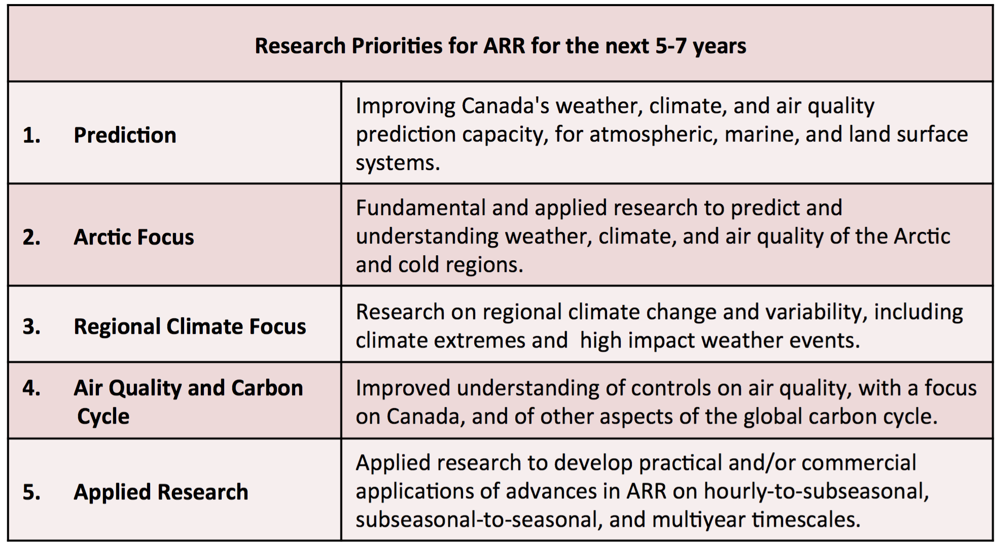 Research Priorities for ARR for the next 5-7 years
1. Prediction
Improving Canada's weather, climate, and air quality
prediction capacity, for atmospheric, marine, and land surface
systems.
2. Arctic Focus
Fundamental and applied research to predict and
understanding weather, climate, and air quality of the Arctic
and cold regions.
3. Regional Climate Focus
Research on regional climate change and variability, including
climate extremes and  high impact weather events.
4. Air Quality and Carbon
Cycle
Improved understanding of controls on air quality, with a focus
on Canada, and of other aspects of the global carbon cycle.
5. Applied Research
Applied research to develop practical and/or commercial
applications of advances in ARR on hourly-to-subseasonal,
subseasonal-to-seasonal, and multiyear timescales.